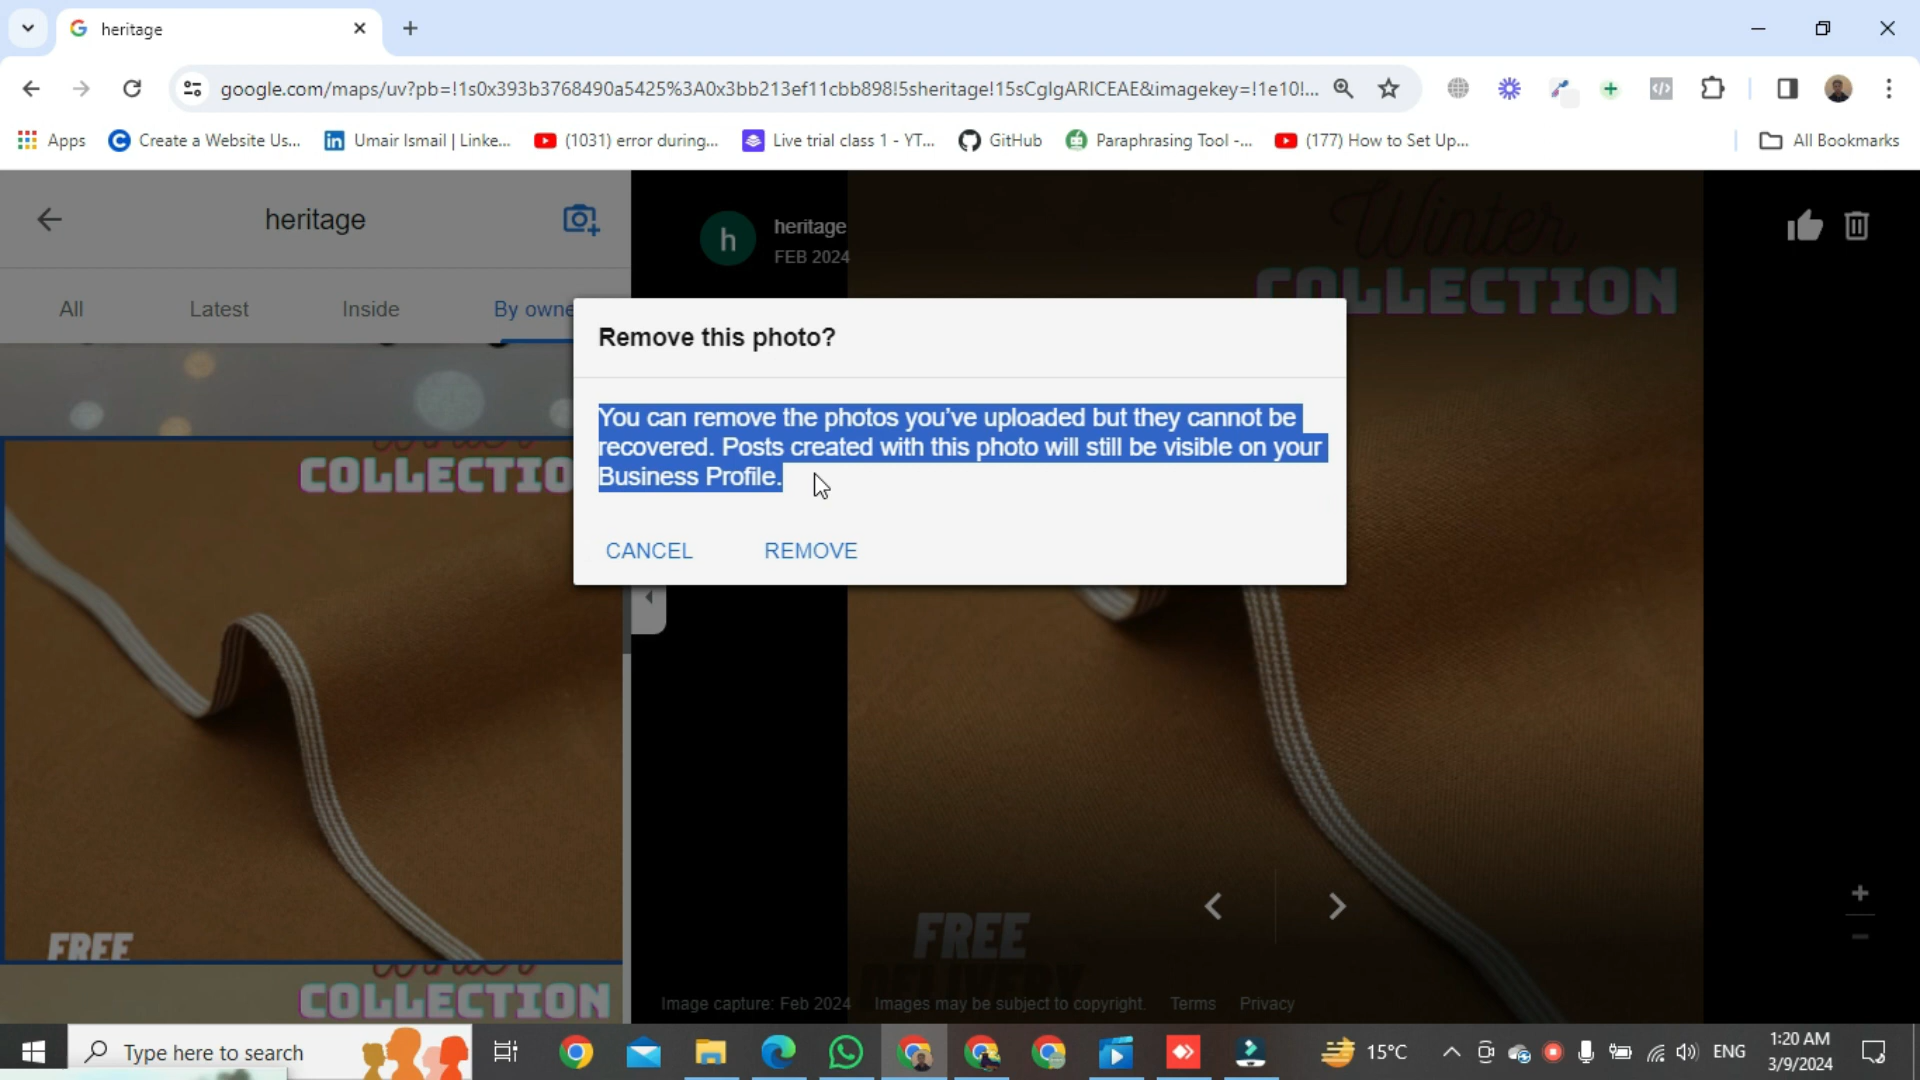 heritage
google.com/maps/uv?pb=!1s0x393b3768490a5425%3A0x3bb213ef11cbb898!5sheritage!15sCgIgARICEAE&imagekey=!1e10!...
Apps
Create a Website Us...
Umair Ismail | Linke...
(1031) error during...
Live trial class 1 - YT...
GitHub
Paraphrasing Tool -...
(177) How to Set Up...
All Bookmarks
heritage
h
heritage
FEB 2024
Winter
COLLECTION
All
Latest
Inside
By owne
Remove this photo?
You can remove the photos you've uploaded but they cannot be
recovered. Posts created with this photo will still be visible on your
Business Profile.
CANCEL
REMOVE
COLLECTIO
FREE
COLLECTION
FREE
DELIVERY
Image capture: Feb 2024
Images may be subject to copyright.
Terms
Privacy
Type here to search
15°C
ENG
1:20 AM
3/9/2024